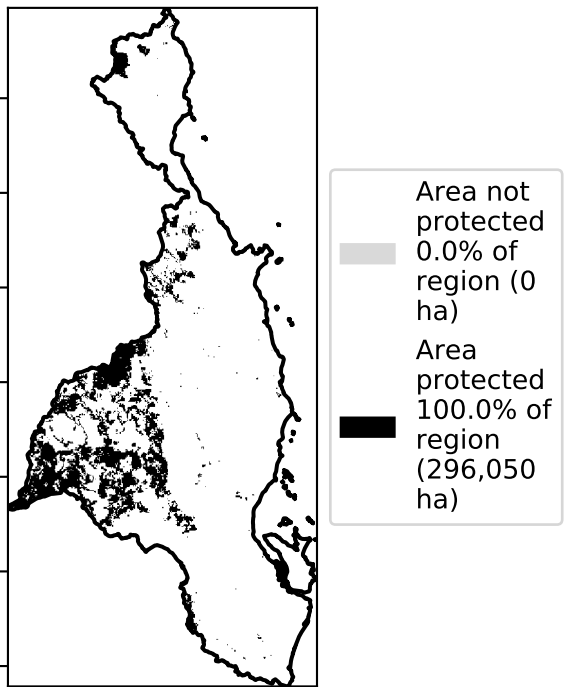 Area not
protected
0.0% of
region (0
ha)
Area
protected
100.0% of
region
(296,050
ha)